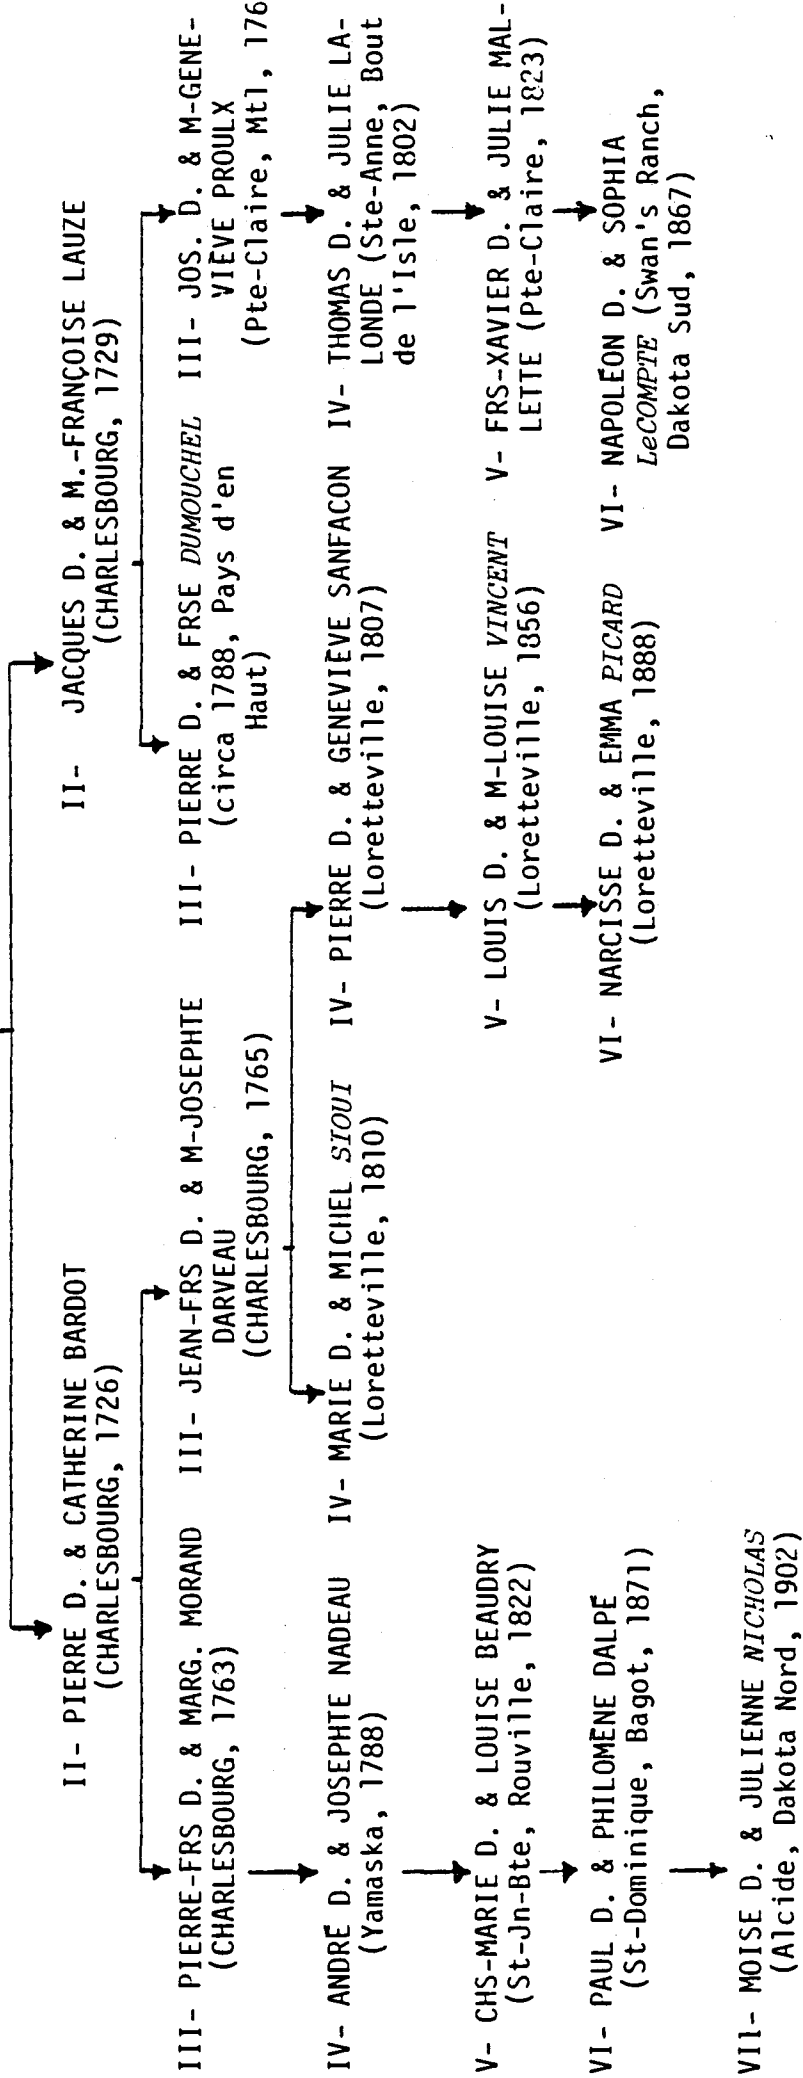 II- PIERRE D. & CATHERINE BARDOT
(CHARLESBOURG, 1726)
II- JACQUES D. & M.-FRANÇOISE LAUZE
(CHARLESBOURG, 1729)
III- PIERRE-FRS D. & MARG. MORAND
(CHARLESBOURG, 1763)
III- JEAN-FRS D. & M-JOSEPHTE
DARVEAU
(CHARLESBOURG, 1765)
III- PIERRE D. & FRSE DUMOUCHEL
(circa 1788, Pays d'en
Haut)
III- JOS. D. & M-GENE-
VIÈVE PROULX
(Pte-Claire, Mtl, 176
IV- ANDRÉ D. & JOSEPHTE NADEAU
(Yamaska, 1788)
IV- MARIE D. & MICHEL SIOUI
(Loretteville, 1810)
IV- PIERRE D. & GENEVIÈVE SANFACON
(Loretteville, 1807)
IV- THOMAS D. & JULIE LA-
LONDE (Ste-Anne, Bout
de l'Isle, 1802)
V- CHS-MARIE D. & LOUISE BEAUDRY
(St-Jn-Bte, Rouville, 1822)
V- LOUIS D. & M-LOUISE VINCENT
(Loretteville, 1856)
V- FRS-XAVIER D. & JULIE MAL-
LETTE (Pte-Claire, 1823)
VI- PAUL D. & PHILOMÈNE DALPÉ
(St-Dominique, Bagot, 1871)
VI- NARCISSE D. & EMMA PICARD
(Loretteville, 1888)
VI- NAPOLÉON D. & SOPHIA
LeCOMPTE (Swan's Ranch,
Dakota Sud, 1867)
VII- MOISE D. & JULIENNE NICHOLAS
(Alcide, Dakota Nord, 1902)